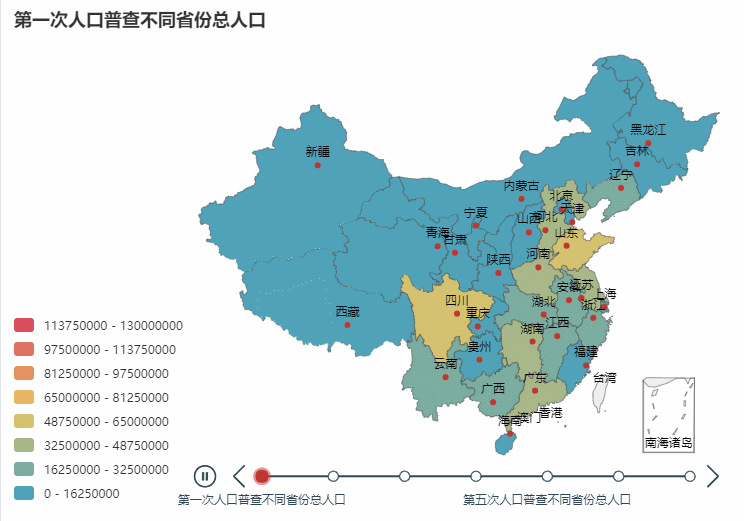 第一次人口普查不同省份总人口
黑龙江
吉林
新疆
辽宁
内蒙古
北京
天津
宁夏
山西
河北
青海
甘肃
山东
河南
陕西
安徽
江苏
上海
四川
湖北
浙江
重庆
西藏
湖南
江西
贵州
福建
云南
广西
广东
台湾
海南
澳门
香港
南海诸岛
113750000 - 130000000
97500000 - 113750000
81250000 - 97500000
65000000 - 81250000
48750000 - 65000000
32500000 - 48750000
16250000 - 32500000
0 - 16250000
第一次人口普查不同省份总人口
第五次人口普查不同省份总人口